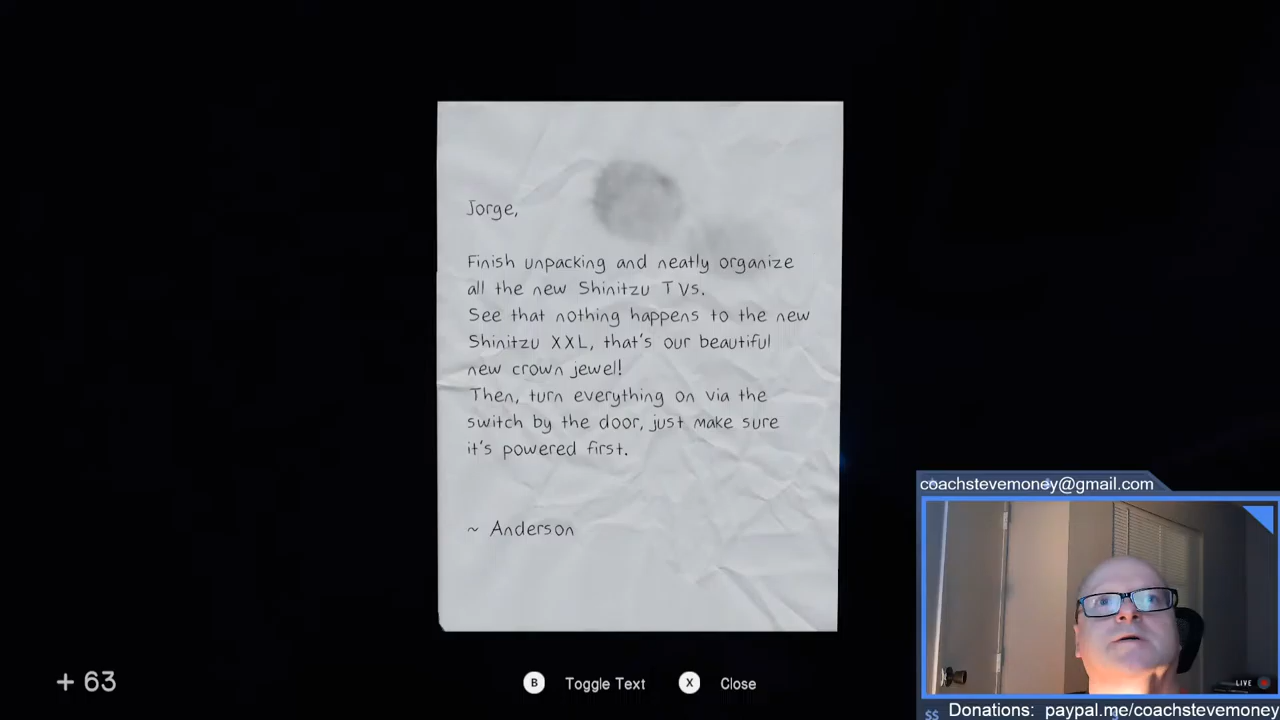 Jorge,
Finish unpacking and neatly organize
all the new Shinitzu TVs.
See that nothing happens to the new
Shinitzu XXL, that's our beautiful
new crown jewel!
Then, turn everything on via the
switch by the door, just make sure
it's powered first.
~ Anderson
+ 63
B Toggle Text X Close
coachstevemoney@gmail.com
LIVE
$$ Donations: paypal.me/coachstevemoney